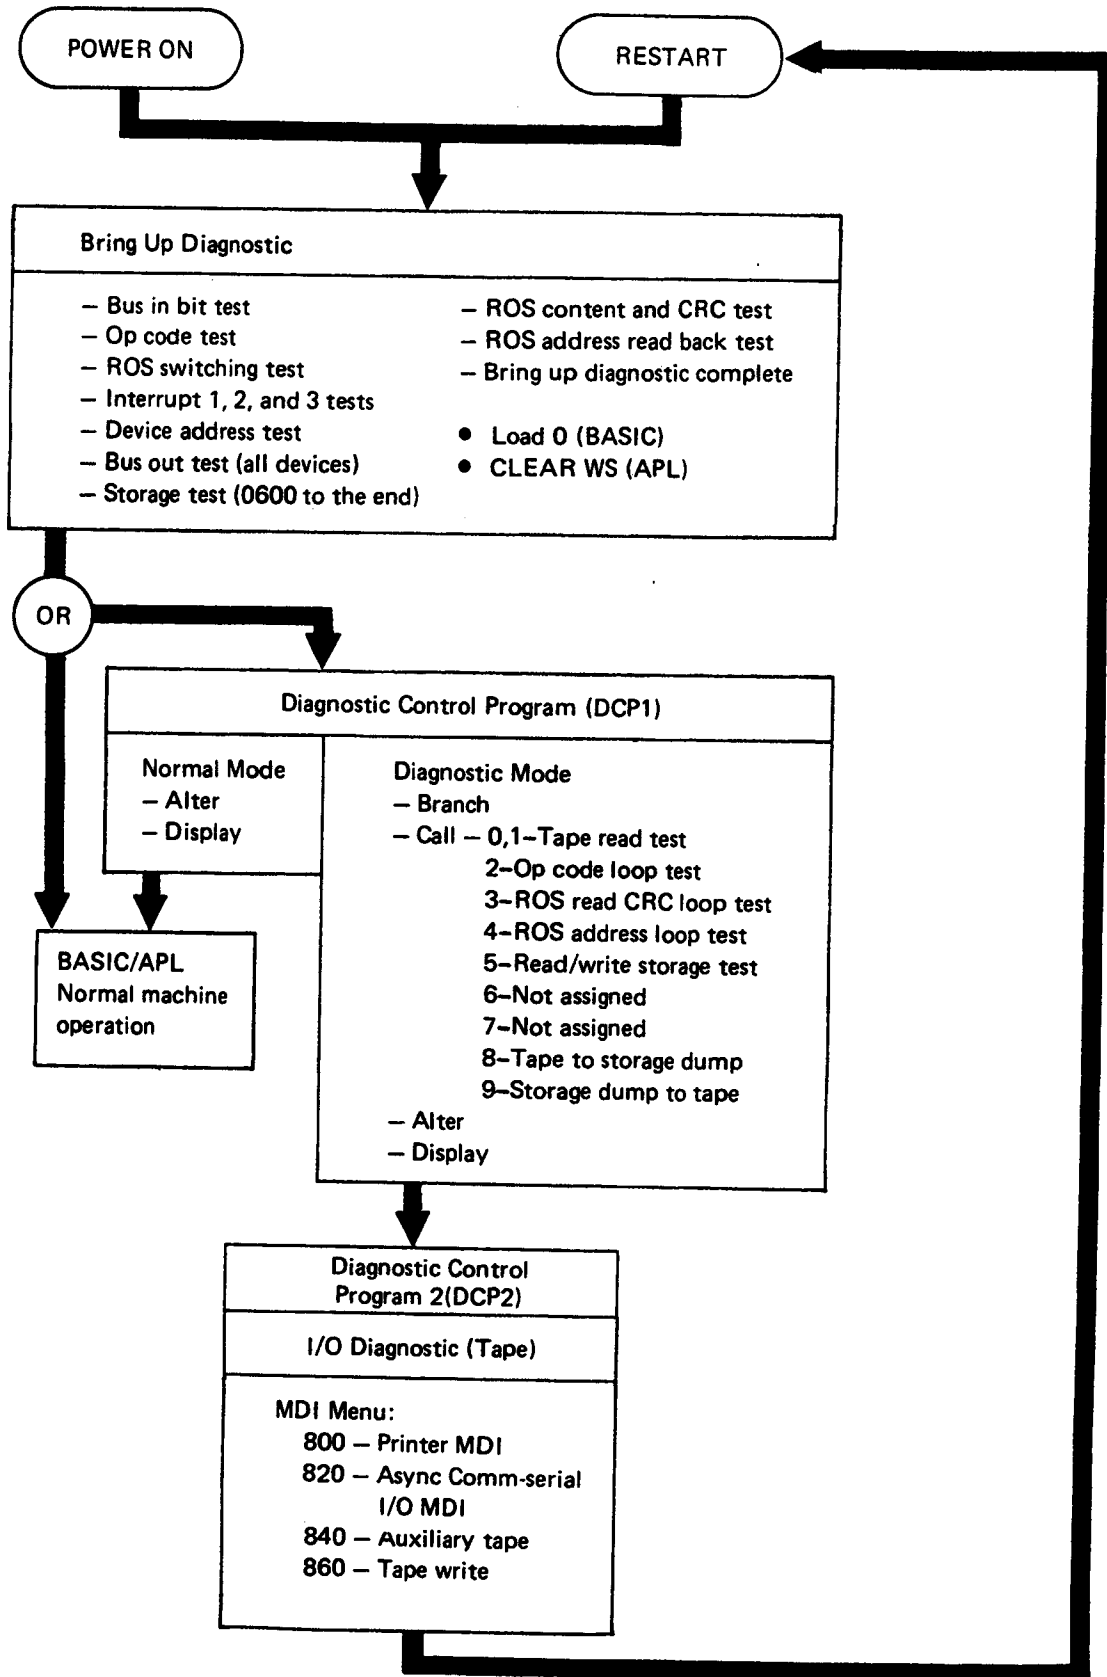 POWER ON
RESTART
Bring Up Diagnostic
– Bus in bit test
– Op code test
– ROS switching test
– Interrupt 1, 2, and 3 tests
– Device address test
– Bus out test (all devices)
– Storage test (0600 to the end)
– ROS content and CRC test
– ROS address read back test
– Bring up diagnostic complete
● Load 0 (BASIC)
● CLEAR WS (APL)
OR
Diagnostic Control Program (DCP1)
Normal Mode
– Alter
– Display
Diagnostic Mode
– Branch
– Call – 0,1–Tape read test
2–Op code loop test
3–ROS read CRC loop test
4–ROS address loop test
5–Read/write storage test
6–Not assigned
7–Not assigned
8–Tape to storage dump
9–Storage dump to tape
– Alter
– Display
BASIC/APL
Normal machine
operation
Diagnostic Control
Program 2(DCP2)
I/O Diagnostic (Tape)
MDI Menu:
800 – Printer MDI
820 – Async Comm-serial
I/O MDI
840 – Auxiliary tape
860 – Tape write